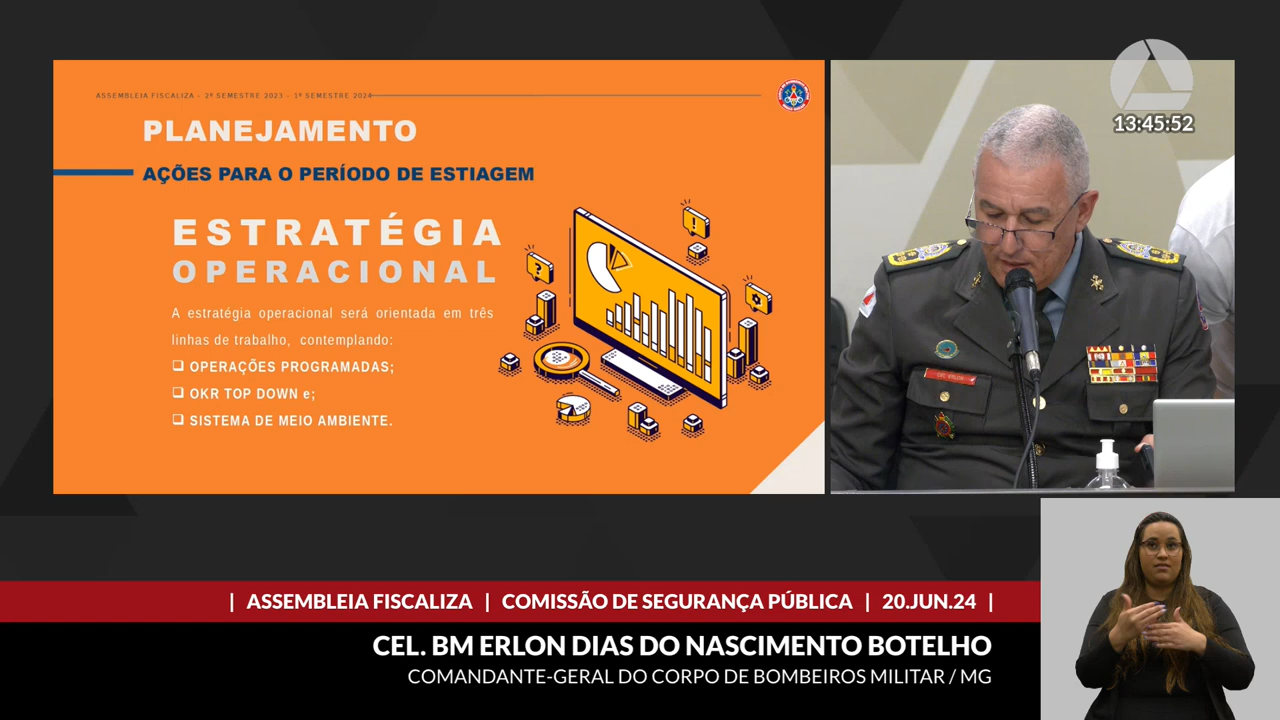 ASSEMBLEIA FISCALIZA - 2º SEMESTRE 2023 - 1º SEMESTRE 2024
PLANEJAMENTO
AÇÕES PARA O PERÍODO DE ESTIAGEM
ESTRATÉGIA
OPERACIONAL
A estratégia operacional será orientada em três
linhas de trabalho, contemplando:
❑ OPERAÇÕES PROGRAMADAS;
❑ OKR TOP DOWN e;
❑ SISTEMA DE MEIO AMBIENTE.
13:45:52
| ASSEMBLEIA FISCALIZA | COMISSÃO DE SEGURANÇA PÚBLICA | 20.JUN.24 |
CEL. BM ERLON DIAS DO NASCIMENTO BOTELHO
COMANDANTE-GERAL DO CORPO DE BOMBEIROS MILITAR / MG